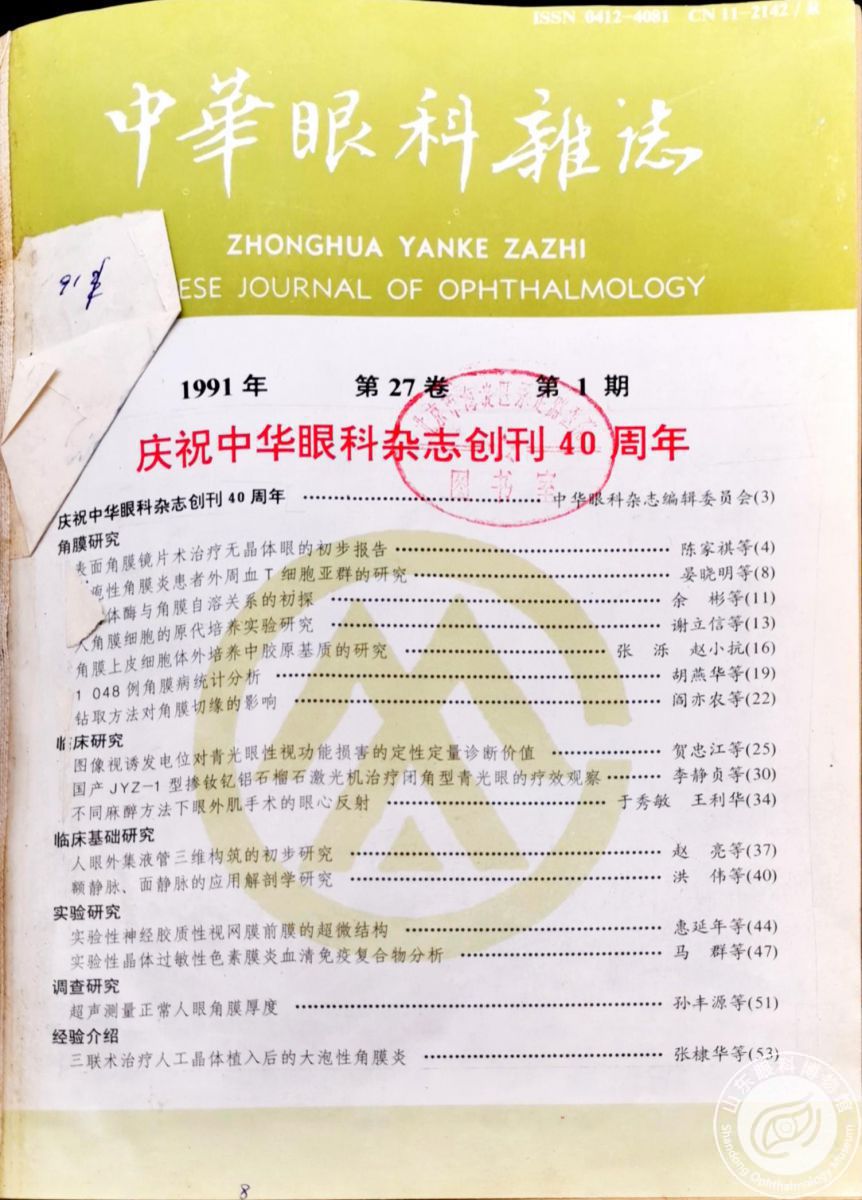 ISSN 0412-4081 CN 11-2142/R
中華眼科雜誌
ZHONGHUA YANKE ZAZHI
ESE JOURNAL OF OPHTHALMOLOGY
91
1991年 第27卷 第1期
庆祝中华眼科杂志创刊40周年
图书室
庆祝中华眼科杂志创刊40周年 中华眼科杂志编辑委员会(3)
角膜研究
表面角膜镜片术治疗无晶体眼的初步报告 陈家祺等(4)
性角膜炎患者外周血T细胞亚群的研究 晏晓明等(8)
体酶与角膜自溶关系的初探 余 彬等(11)
人角膜细胞的原代培养实验研究 谢立信等(13)
角膜上皮细胞体外培养中胶原基质的研究 张 泺 赵小抗(16)
1 048例角膜病统计分析 胡燕华等(19)
钻取方法对角膜切缘的影响 阎亦农等(22)
临床研究
图像视诱发电位对青光眼性视功能损害的定性定量诊断价值 贺忠江等(25)
国产JYZ-1型掺钕钇铝石榴石激光机治疗闭角型青光眼的疗效观察 李静贞等(30)
不同麻醉方法下眼外肌手术的眼心反射 于秀敏 王利华(34)
临床基础研究
人眼外集液管三维构筑的初步研究 赵 亮等(37)
额静脉、面静脉的应用解剖学研究 洪 伟等(40)
实验研究
实验性神经胶质性视网膜前膜的超微结构 惠延年等(44)
实验性晶体过敏性色素膜炎血清免疫复合物分析 马 群等(47)
调查研究
超声测量正常人眼角膜厚度 孙丰源等(51)
经验介绍
三联术治疗人工晶体植入后的大泡性角膜炎 张棣华等(53)
山东眼科博物馆
Shandong Ophthalmology Museum
8